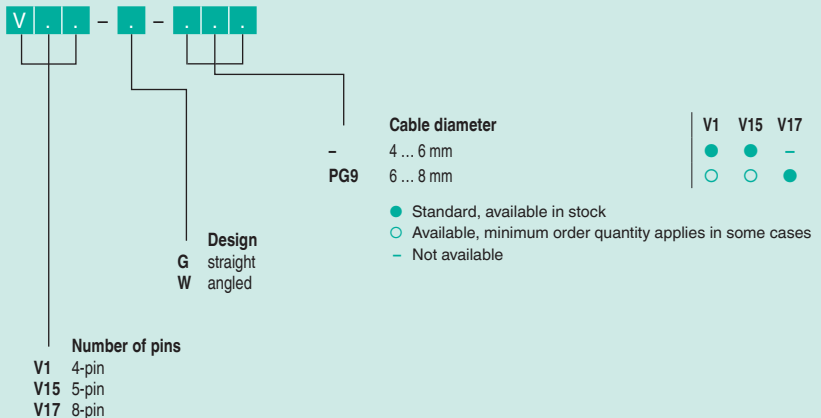 V . . – . – . . .
Cable diameter V1 V15 V17
– 4 ... 6 mm ● ● –
PG9 6 ... 8 mm ○ ○ ●
● Standard, available in stock
○ Available, minimum order quantity applies in some cases
– Not available
Design
G straight
W angled
Number of pins
V1 4-pin
V15 5-pin
V17 8-pin